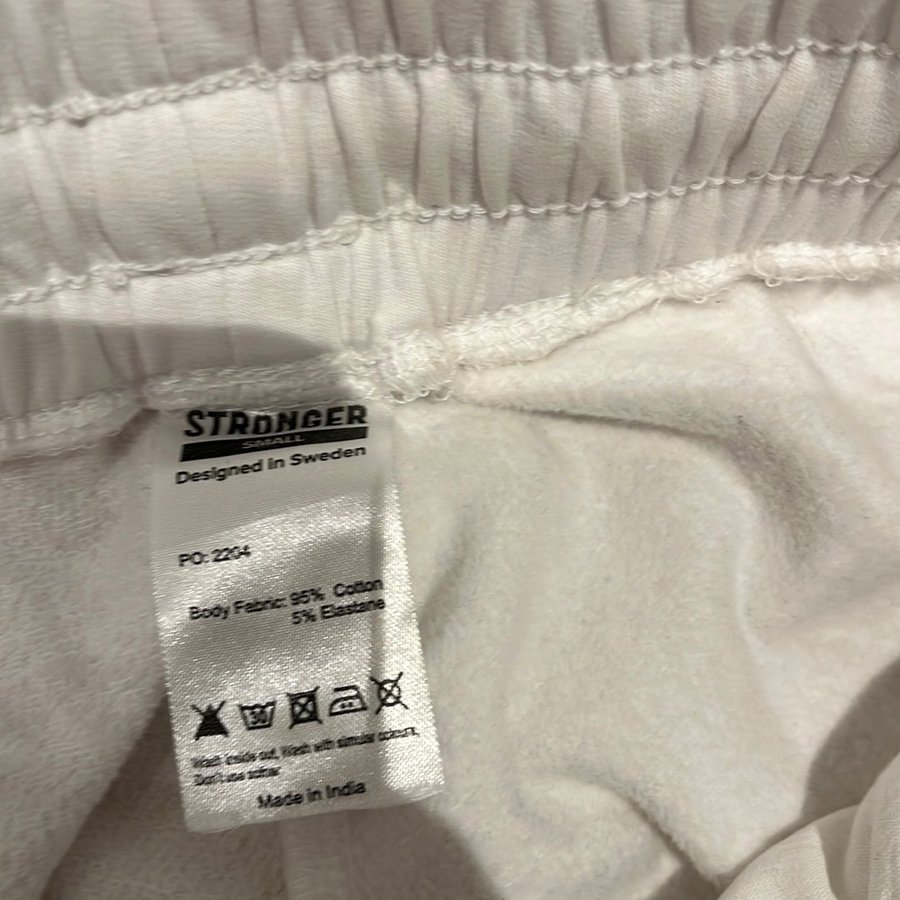 STRONGER
SMALL
Designed in Sweden
PO: 2204
Body Fabric: 95% Cotton
5% Elastane
30
Wash inside out, Wash with similar colours.
Don't use softner
Made in India